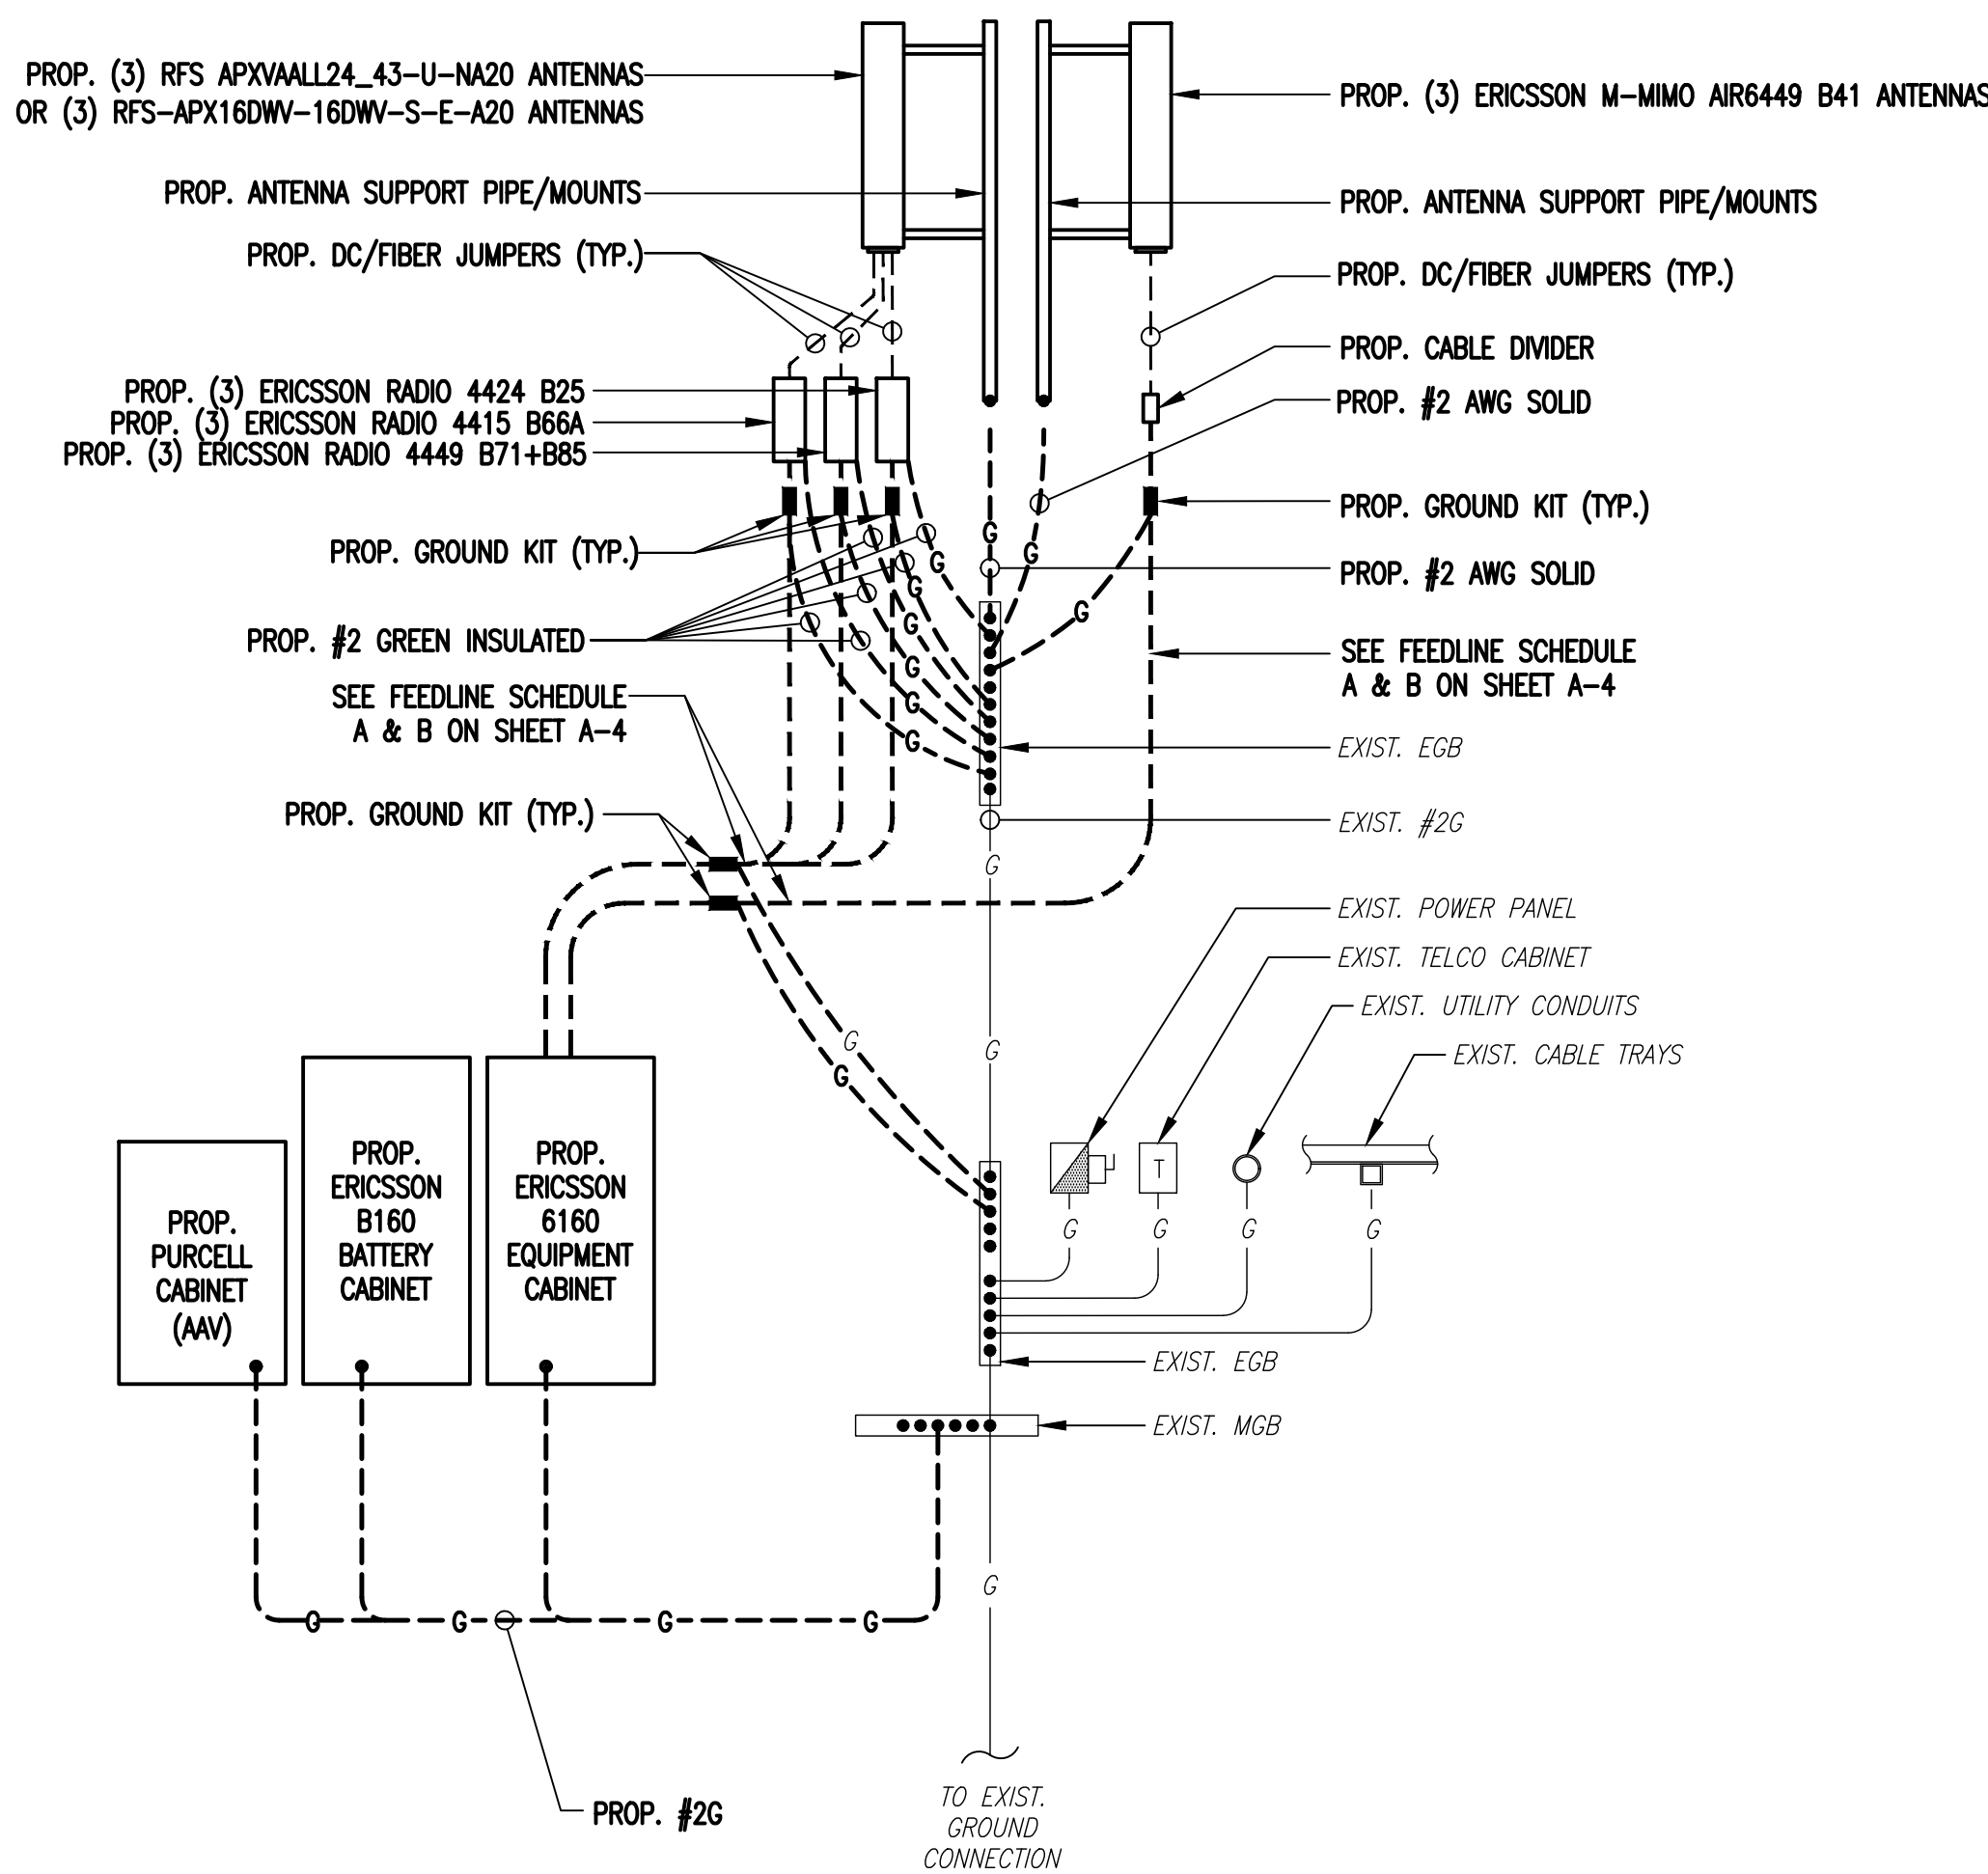 PROP. (3) RFS APXVAALL24_43-U-NA20 ANTENNAS
OR (3) RFS-APX16DWV-16DWV-S-E-A20 ANTENNAS
PROP. (3) ERICSSON M-MIMO AIR6449 B41 ANTENNAS
PROP. ANTENNA SUPPORT PIPE/MOUNTS
PROP. ANTENNA SUPPORT PIPE/MOUNTS
PROP. DC/FIBER JUMPERS (TYP.)
PROP. DC/FIBER JUMPERS (TYP.)
PROP. CABLE DIVIDER
PROP. (3) ERICSSON RADIO 4424 B25
PROP. (3) ERICSSON RADIO 4415 B66A
PROP. (3) ERICSSON RADIO 4449 B71+B85
PROP. #2 AWG SOLID
PROP. GROUND KIT (TYP.)
PROP. GROUND KIT (TYP.)
PROP. #2 AWG SOLID
G
G
G
G
G
G
G
G
G
PROP. #2 GREEN INSULATED
SEE FEEDLINE SCHEDULE
A & B ON SHEET A-4
SEE FEEDLINE SCHEDULE
A & B ON SHEET A-4
EXIST. EGB
PROP. GROUND KIT (TYP.)
EXIST. #2G
G
EXIST. POWER PANEL
EXIST. TELCO CABINET
EXIST. UTILITY CONDUITS
EXIST. CABLE TRAYS
G
G
G
T
G
G
G
G
PROP.
PURCELL
CABINET
(AAV)
PROP.
ERICSSON
B160
BATTERY
CABINET
PROP.
ERICSSON
6160
EQUIPMENT
CABINET
EXIST. EGB
EXIST. MGB
G
G
G
G
G
PROP. #2G
TO EXIST.
GROUND
CONNECTION